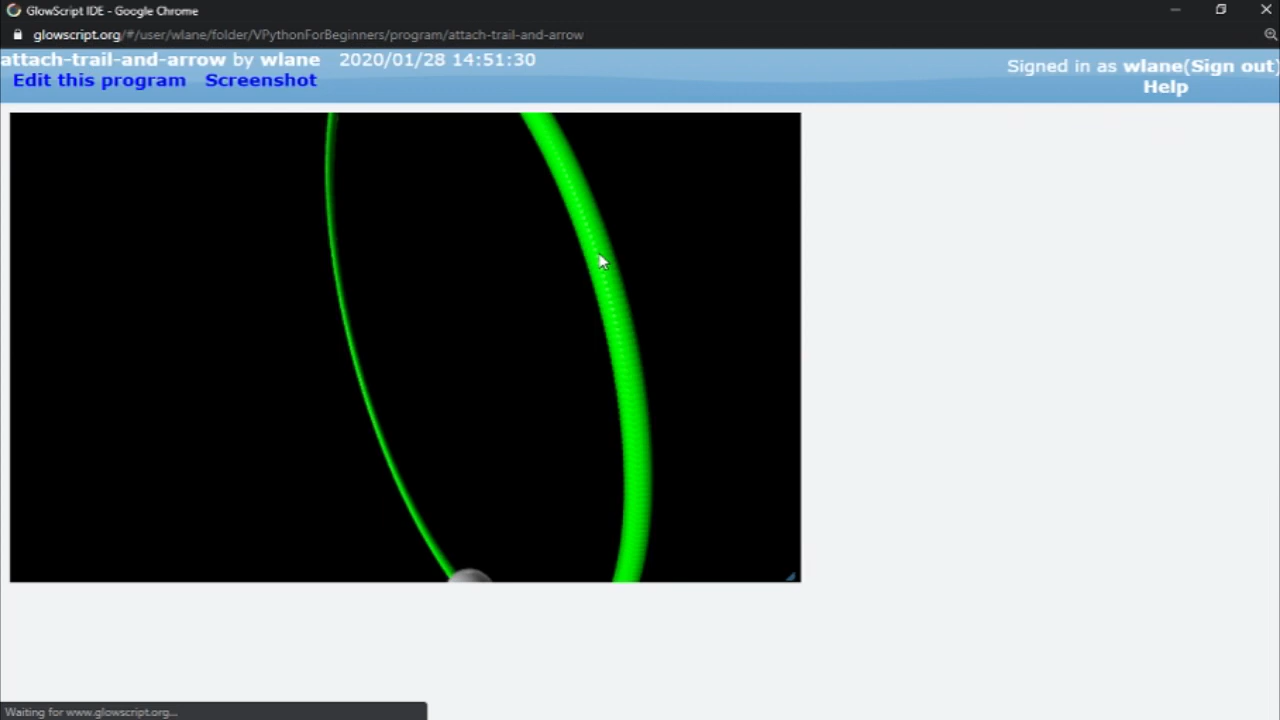 GlowScript IDE - Google Chrome
glowscript.org/#/user/wlane/folder/VPythonForBeginners/program/attach-trail-and-arrow
attach-trail-and-arrow by wlane 2020/01/28 14:51:30
Signed in as wlane(Sign out)
Edit this program Screenshot
Help
Waiting for www.glowscript.org...